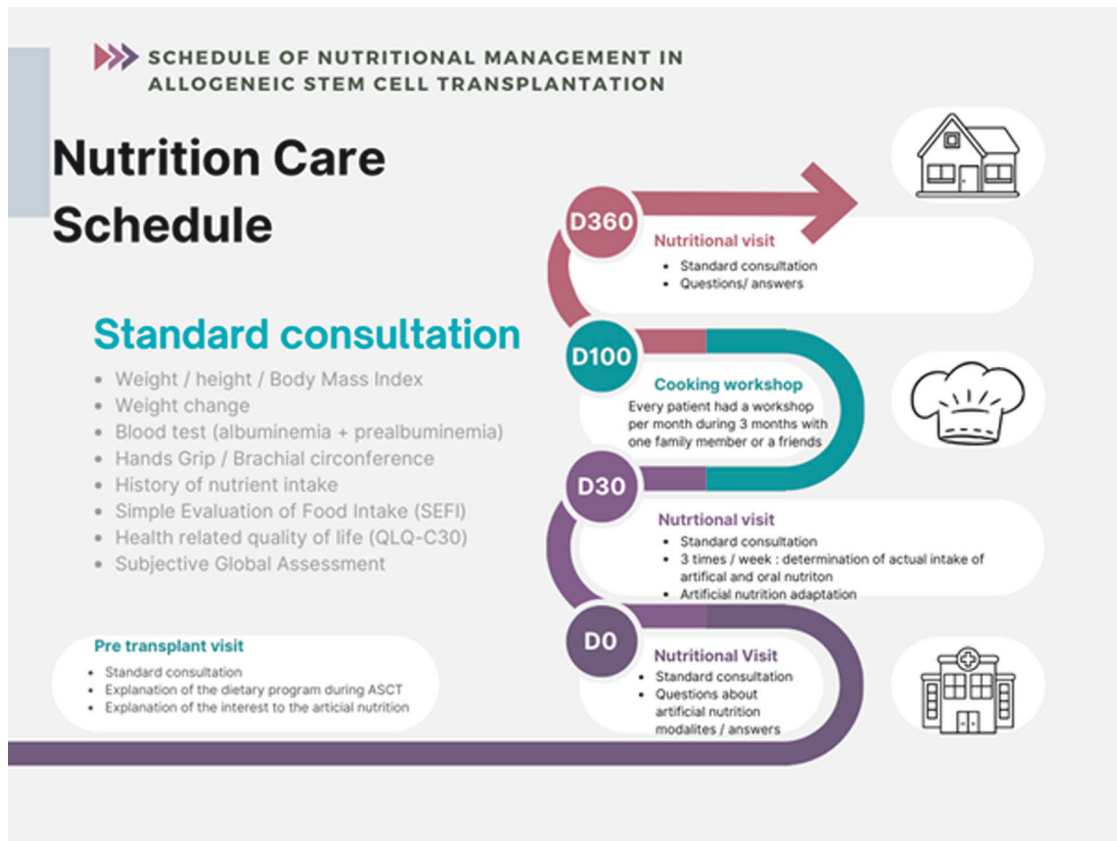 SCHEDULE OF NUTRITIONAL MANAGEMENT IN
ALLOGENEIC STEM CELL TRANSPLANTATION
Nutrition Care
Schedule
Standard consultation
• Weight / height / Body Mass Index
• Weight change
• Blood test (albuminemia + prealbuminemia)
• Hands Grip / Brachial circonference
• History of nutrient intake
• Simple Evaluation of Food Intake (SEFI)
• Health related quality of life (QLQ-C30)
• Subjective Global Assessment
Pre transplant visit
• Standard consultation
• Explanation of the dietary program during ASCT
• Explanation of the interest to the articial nutrition
D360
Nutritional visit
• Standard consultation
• Questions/ answers
D100
Cooking workshop
Every patient had a workshop
per month during 3 months with
one family member or a friends
D30
Nutrtional visit
• Standard consultation
• 3 times / week : determination of actual intake of
artifical and oral nutriton
• Artificial nutrition adaptation
D0
Nutritional Visit
• Standard consultation
• Questions about
artificial nutrition
modalites / answers